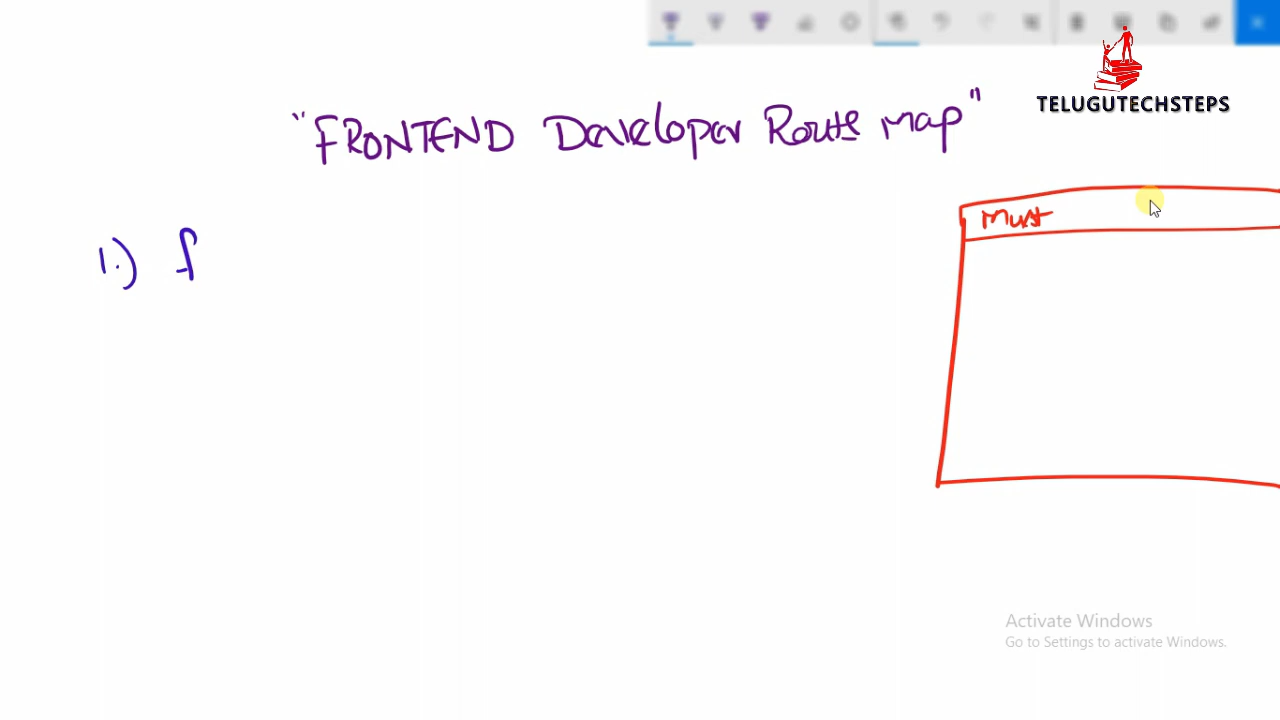 TELUGUTECHSTEPS
"FRONTEND Developer Route Map"
Must
1.) f
Activate Windows
Go to Settings to activate Windows.